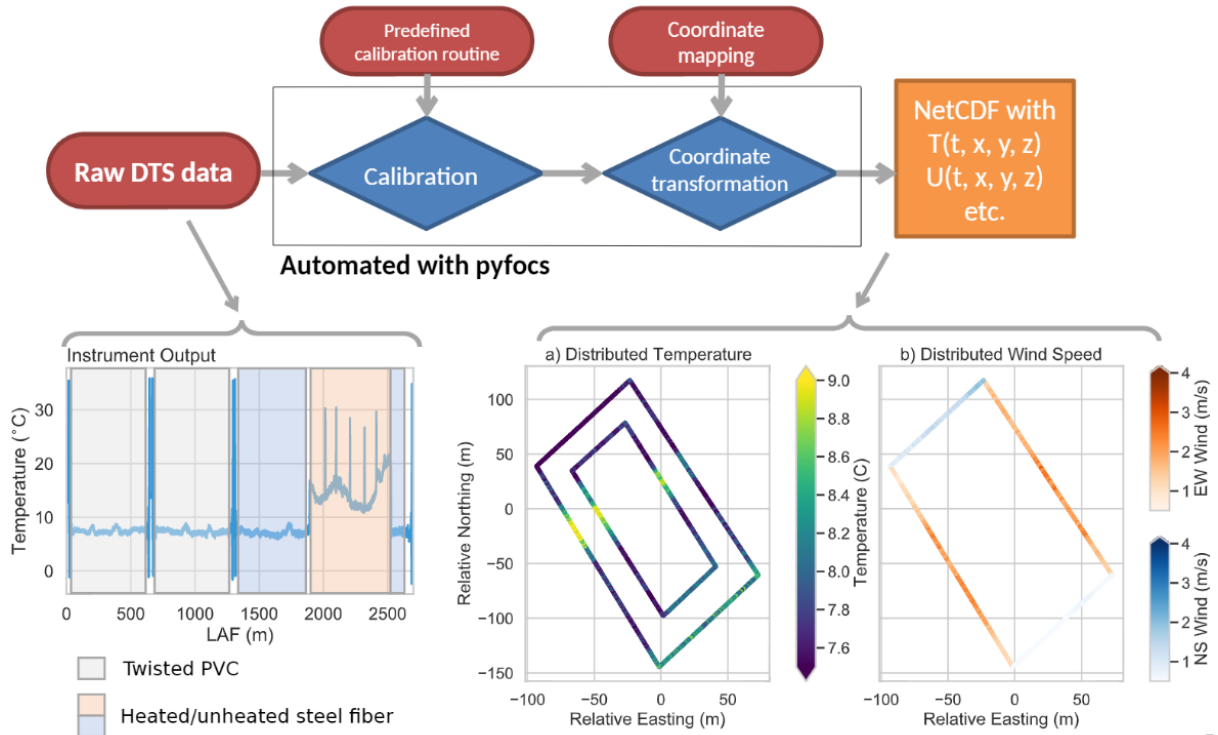 Predefined
calibration routine
Coordinate
mapping
Raw DTS data
Calibration
Coordinate
transformation
NetCDF with
T(t, x, y, z)
U(t, x, y, z)
etc.
Automated with pyfocs
Instrument Output
Temperature (°C)
30
20
10
0
0
500
1000
1500
2000
2500
LAF (m)
Twisted PVC
Heated/unheated steel fiber
a) Distributed Temperature
Relative Northing (m)
100
50
0
−50
−100
−150
−100
−50
0
50
Relative Easting (m)
9.0
8.8
8.6
8.4
8.2
8.0
7.8
7.6
Temperature (C)
b) Distributed Wind Speed
−100
−50
0
50
Relative Easting (m)
4
3
2
1
EW Wind (m/s)
4
3
2
1
NS Wind (m/s)